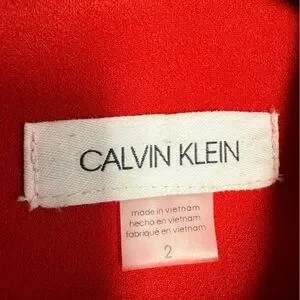 CALVIN KLEIN
made in vietnam
hecho en vietnam
fabriqué en vietnam
2